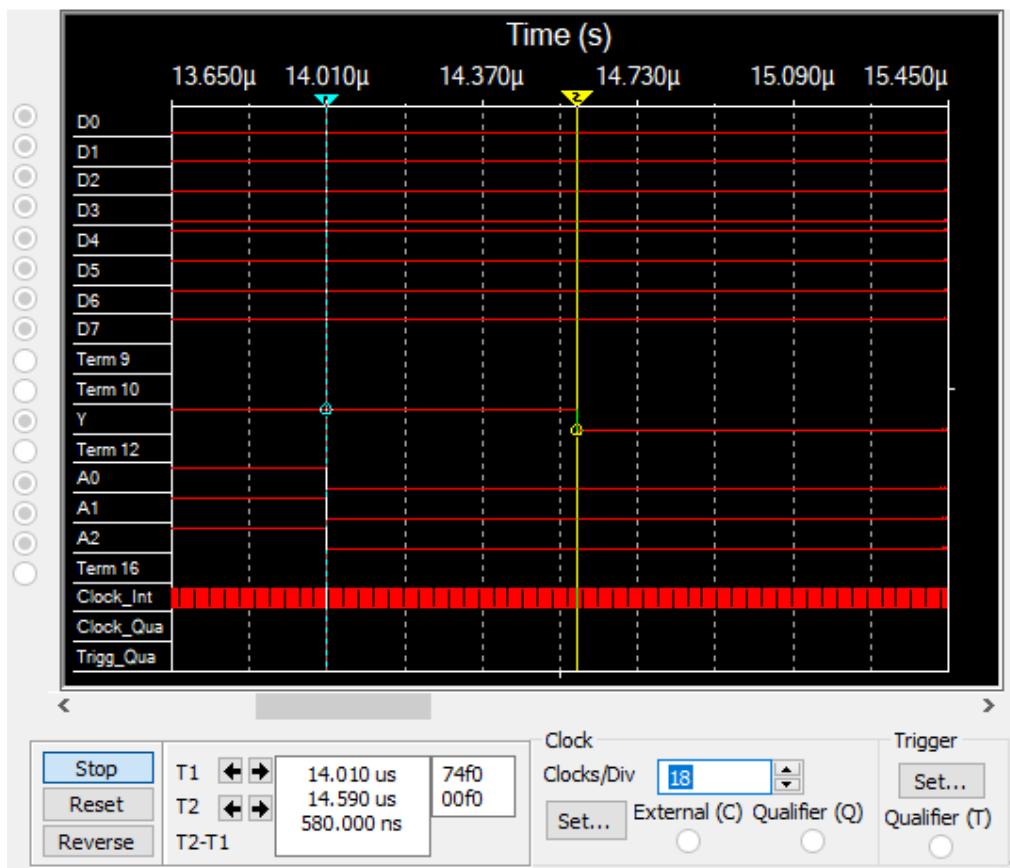 Time (s)
13.650µ 14.010µ 14.370µ 14.730µ 15.090µ 15.450µ
1 2
D0
D1
D2
D3
D4
D5
D6
D7
Term 9
Term 10
Y
Term 12
A0
A1
A2
Term 16
Clock_Int
Clock_Qua
Trigg_Qua
Stop
Reset
Reverse
T1
T2
T2-T1
14.010 us
14.590 us
580.000 ns
74f0
00f0
Clock
Clocks/Div 18
Set... External (C) Qualifier (Q)
Trigger
Set...
Qualifier (T)